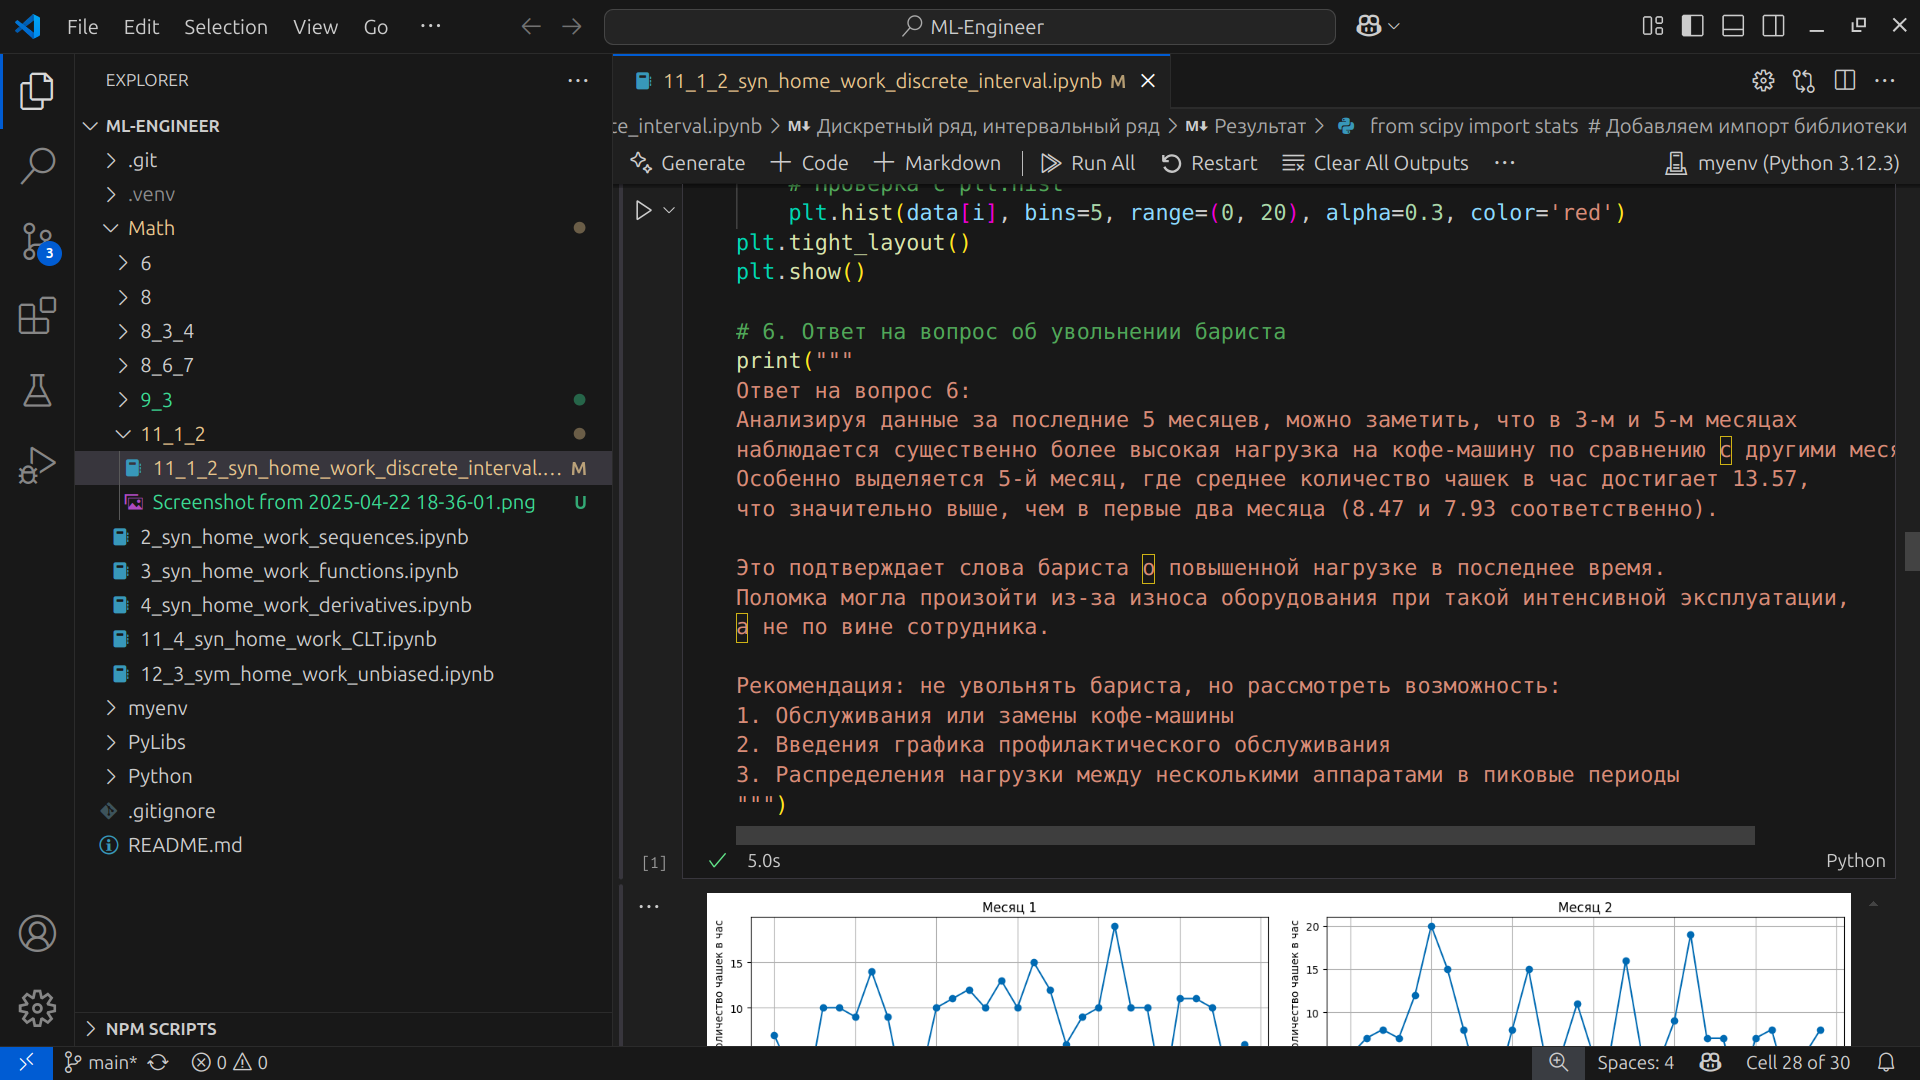 File Edit Selection View Go ···
ML-Engineer
EXPLORER
ML-ENGINEER
.git
.venv
Math
6
8
8_3_4
8_6_7
9_3
11_1_2
11_1_2_syn_home_work_discrete_interval.... M
Screenshot from 2025-04-22 18-36-01.png U
2_syn_home_work_sequences.ipynb
3_syn_home_work_functions.ipynb
4_syn_home_work_derivatives.ipynb
11_4_syn_home_work_CLT.ipynb
12_3_sym_home_work_unbiased.ipynb
myenv
PyLibs
Python
.gitignore
README.md
NPM SCRIPTS
3
11_1_2_syn_home_work_discrete_interval.ipynb M
te_interval.ipynb > M↓ Дискретный ряд, интервальный ряд > M↓ Результат > from scipy import stats # Добавляем импорт библиотеки
Generate + Code + Markdown | Run All Restart Clear All Outputs ··· myenv (Python 3.12.3)
# Проверка с plt.hist
plt.hist(data[i], bins=5, range=(0, 20), alpha=0.3, color='red')
plt.tight_layout()
plt.show()
# 6. Ответ на вопрос об увольнении бариста
print("""
Ответ на вопрос 6:
Анализируя данные за последние 5 месяцев, можно заметить, что в 3-м и 5-м месяцах
наблюдается существенно более высокая нагрузка на кофе-машину по сравнению с другими меся
Особенно выделяется 5-й месяц, где среднее количество чашек в час достигает 13.57,
что значительно выше, чем в первые два месяца (8.47 и 7.93 соответственно).
Это подтверждает слова бариста о повышенной нагрузке в последнее время.
Поломка могла произойти из-за износа оборудования при такой интенсивной эксплуатации,
а не по вине сотрудника.
Рекомендация: не увольнять бариста, но рассмотреть возможность:
1. Обслуживания или замены кофе-машины
2. Введения графика профилактического обслуживания
3. Распределения нагрузки между несколькими аппаратами в пиковые периоды
""")
[1] 5.0s Python
Месяц 1
оличество чашек в час
15
10
Месяц 2
оличество чашек в час
20
15
10
main* 0 0 Spaces: 4 Cell 28 of 30